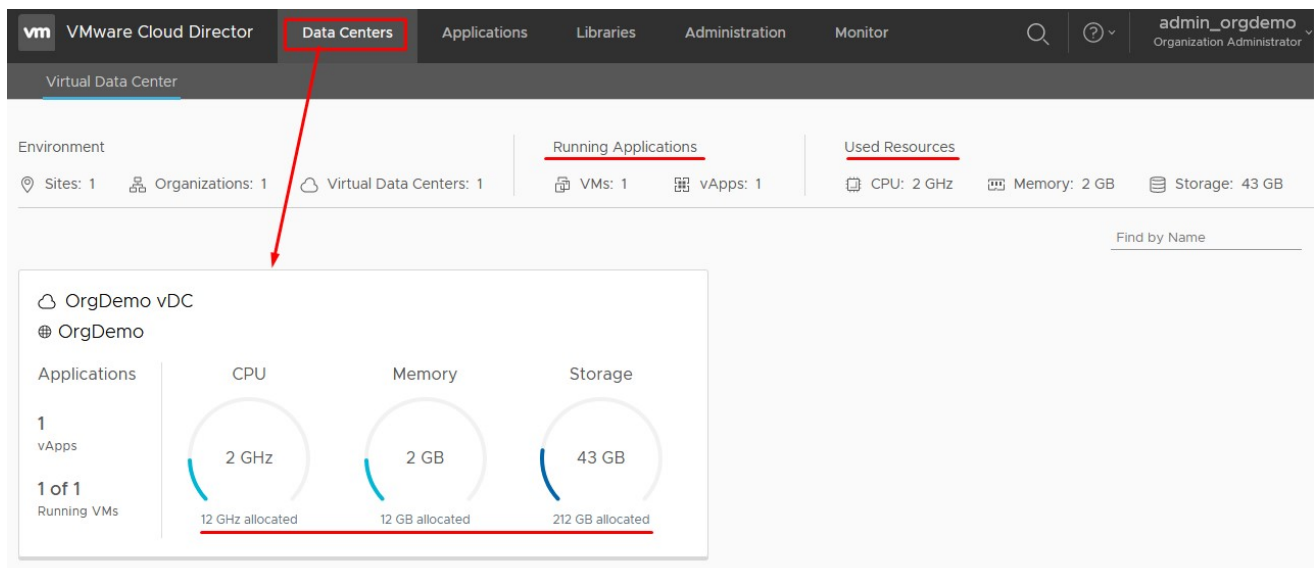 vm VMware Cloud Director Data Centers Applications Libraries Administration Monitor admin_orgdemo
Organization Administrator
Virtual Data Center
Environment Running Applications Used Resources
Sites: 1 Organizations: 1 Virtual Data Centers: 1 VMs: 1 vApps: 1 CPU: 2 GHz Memory: 2 GB Storage: 43 GB
Find by Name
OrgDemo vDC
OrgDemo
Applications CPU Memory Storage
1
vApps
2 GHz 2 GB 43 GB
1 of 1
Running VMs
12 GHz allocated 12 GB allocated 212 GB allocated